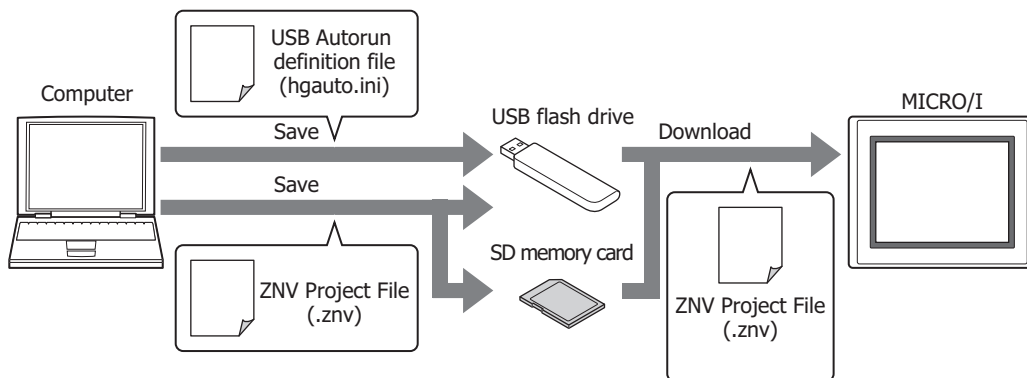 USB Autorun
definition file
(hgauto.ini)
Computer
Save
USB flash drive
Download
MICRO/I
Save
SD memory card
ZNV Project File
(.znv)
ZNV Project File
(.znv)